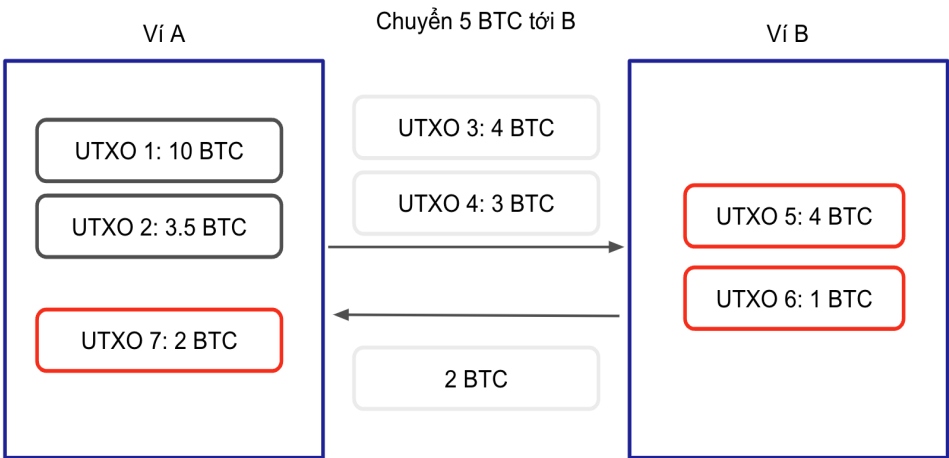 Ví A
Chuyển 5 BTC tới B
Ví B
UTXO 1: 10 BTC
UTXO 2: 3.5 BTC
UTXO 7: 2 BTC
UTXO 3: 4 BTC
UTXO 4: 3 BTC
2 BTC
UTXO 5: 4 BTC
UTXO 6: 1 BTC